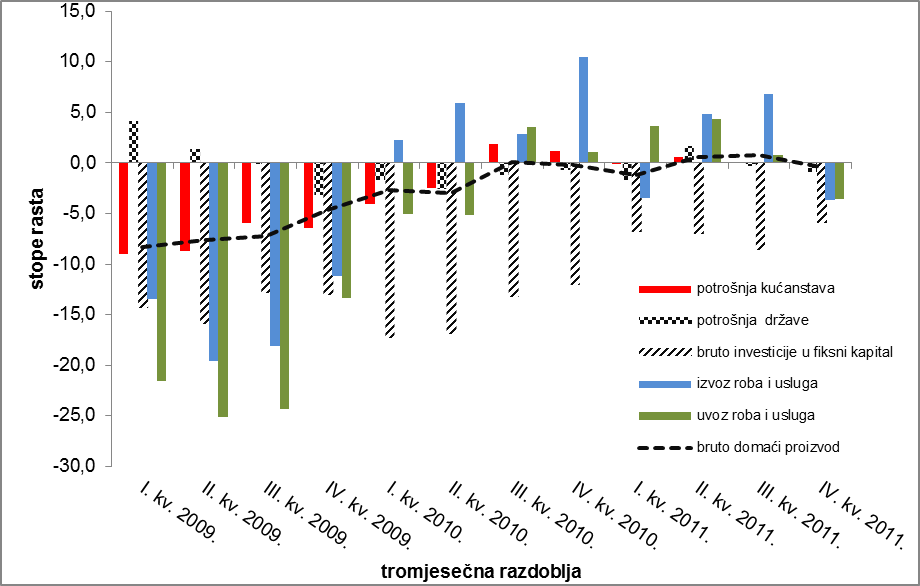 15,0
10,0
5,0
0,0
-5,0
-10,0
-15,0
-20,0
-25,0
-30,0
stope rasta
potrošnja kućanstava
potrošnja  države
bruto investicije u fiksni kapital
izvoz roba i usluga
uvoz roba i usluga
bruto domaći proizvod
I. kv. 2009.
II. kv. 2009.
III. kv. 2009.
IV. kv. 2009.
I. kv. 2010.
II. kv. 2010.
III. kv. 2010.
IV. kv. 2010.
I. kv. 2011.
II. kv. 2011.
III. kv. 2011.
IV. kv. 2011.
tromjesečna razdoblja